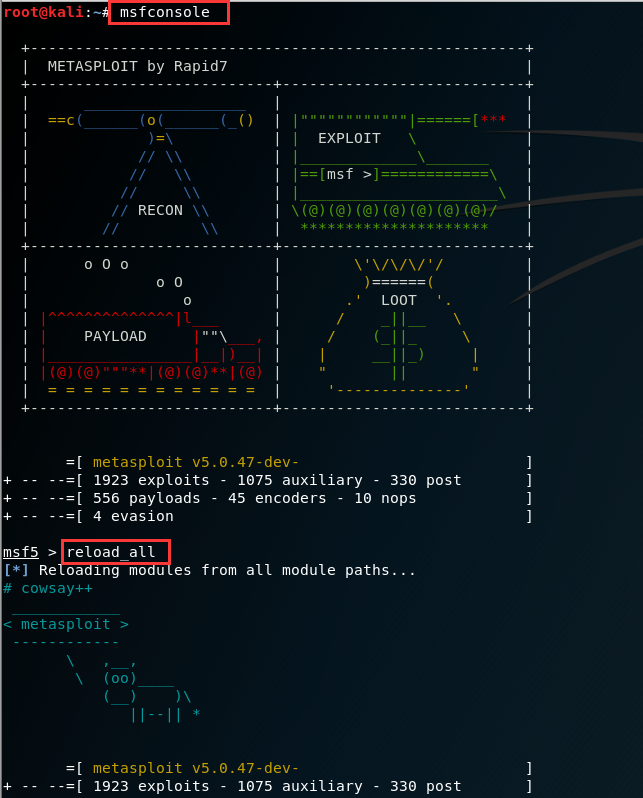 root@kali:~# msfconsole
METASPLOIT by Rapid7
==c(______(o(______(_() |""""""""""""|======[***
)=\ EXPLOIT \
// \\ |_____________\_______
// \\ |==[msf >]============\
// \\ |______________________\
// RECON \\ \(@)(@)(@)(@)(@)(@)(@)/
// \\ *********************
o O o \'\/\/\/'/
o O )======(
o .' LOOT '.
|^^^^^^^^^^^^^^|l___ / _||__ \
| PAYLOAD |""\___, / (_||_ \
|________________|__|)__| | __||_) |
|(@)(@)"""**|(@)(@)**|(@) " || "
= = = = = = = = = = = = '--------------'
=[ metasploit v5.0.47-dev- ]
+ -- --=[ 1923 exploits - 1075 auxiliary - 330 post ]
+ -- --=[ 556 payloads - 45 encoders - 10 nops ]
+ -- --=[ 4 evasion ]
msf5 > reload_all
[*] Reloading modules from all module paths...
# cowsay++
____________
< metasploit >
------------
\ ,__,
\ (oo)____
(__) )\
||--|| *
=[ metasploit v5.0.47-dev- ]
+ -- --=[ 1923 exploits - 1075 auxiliary - 330 post ]